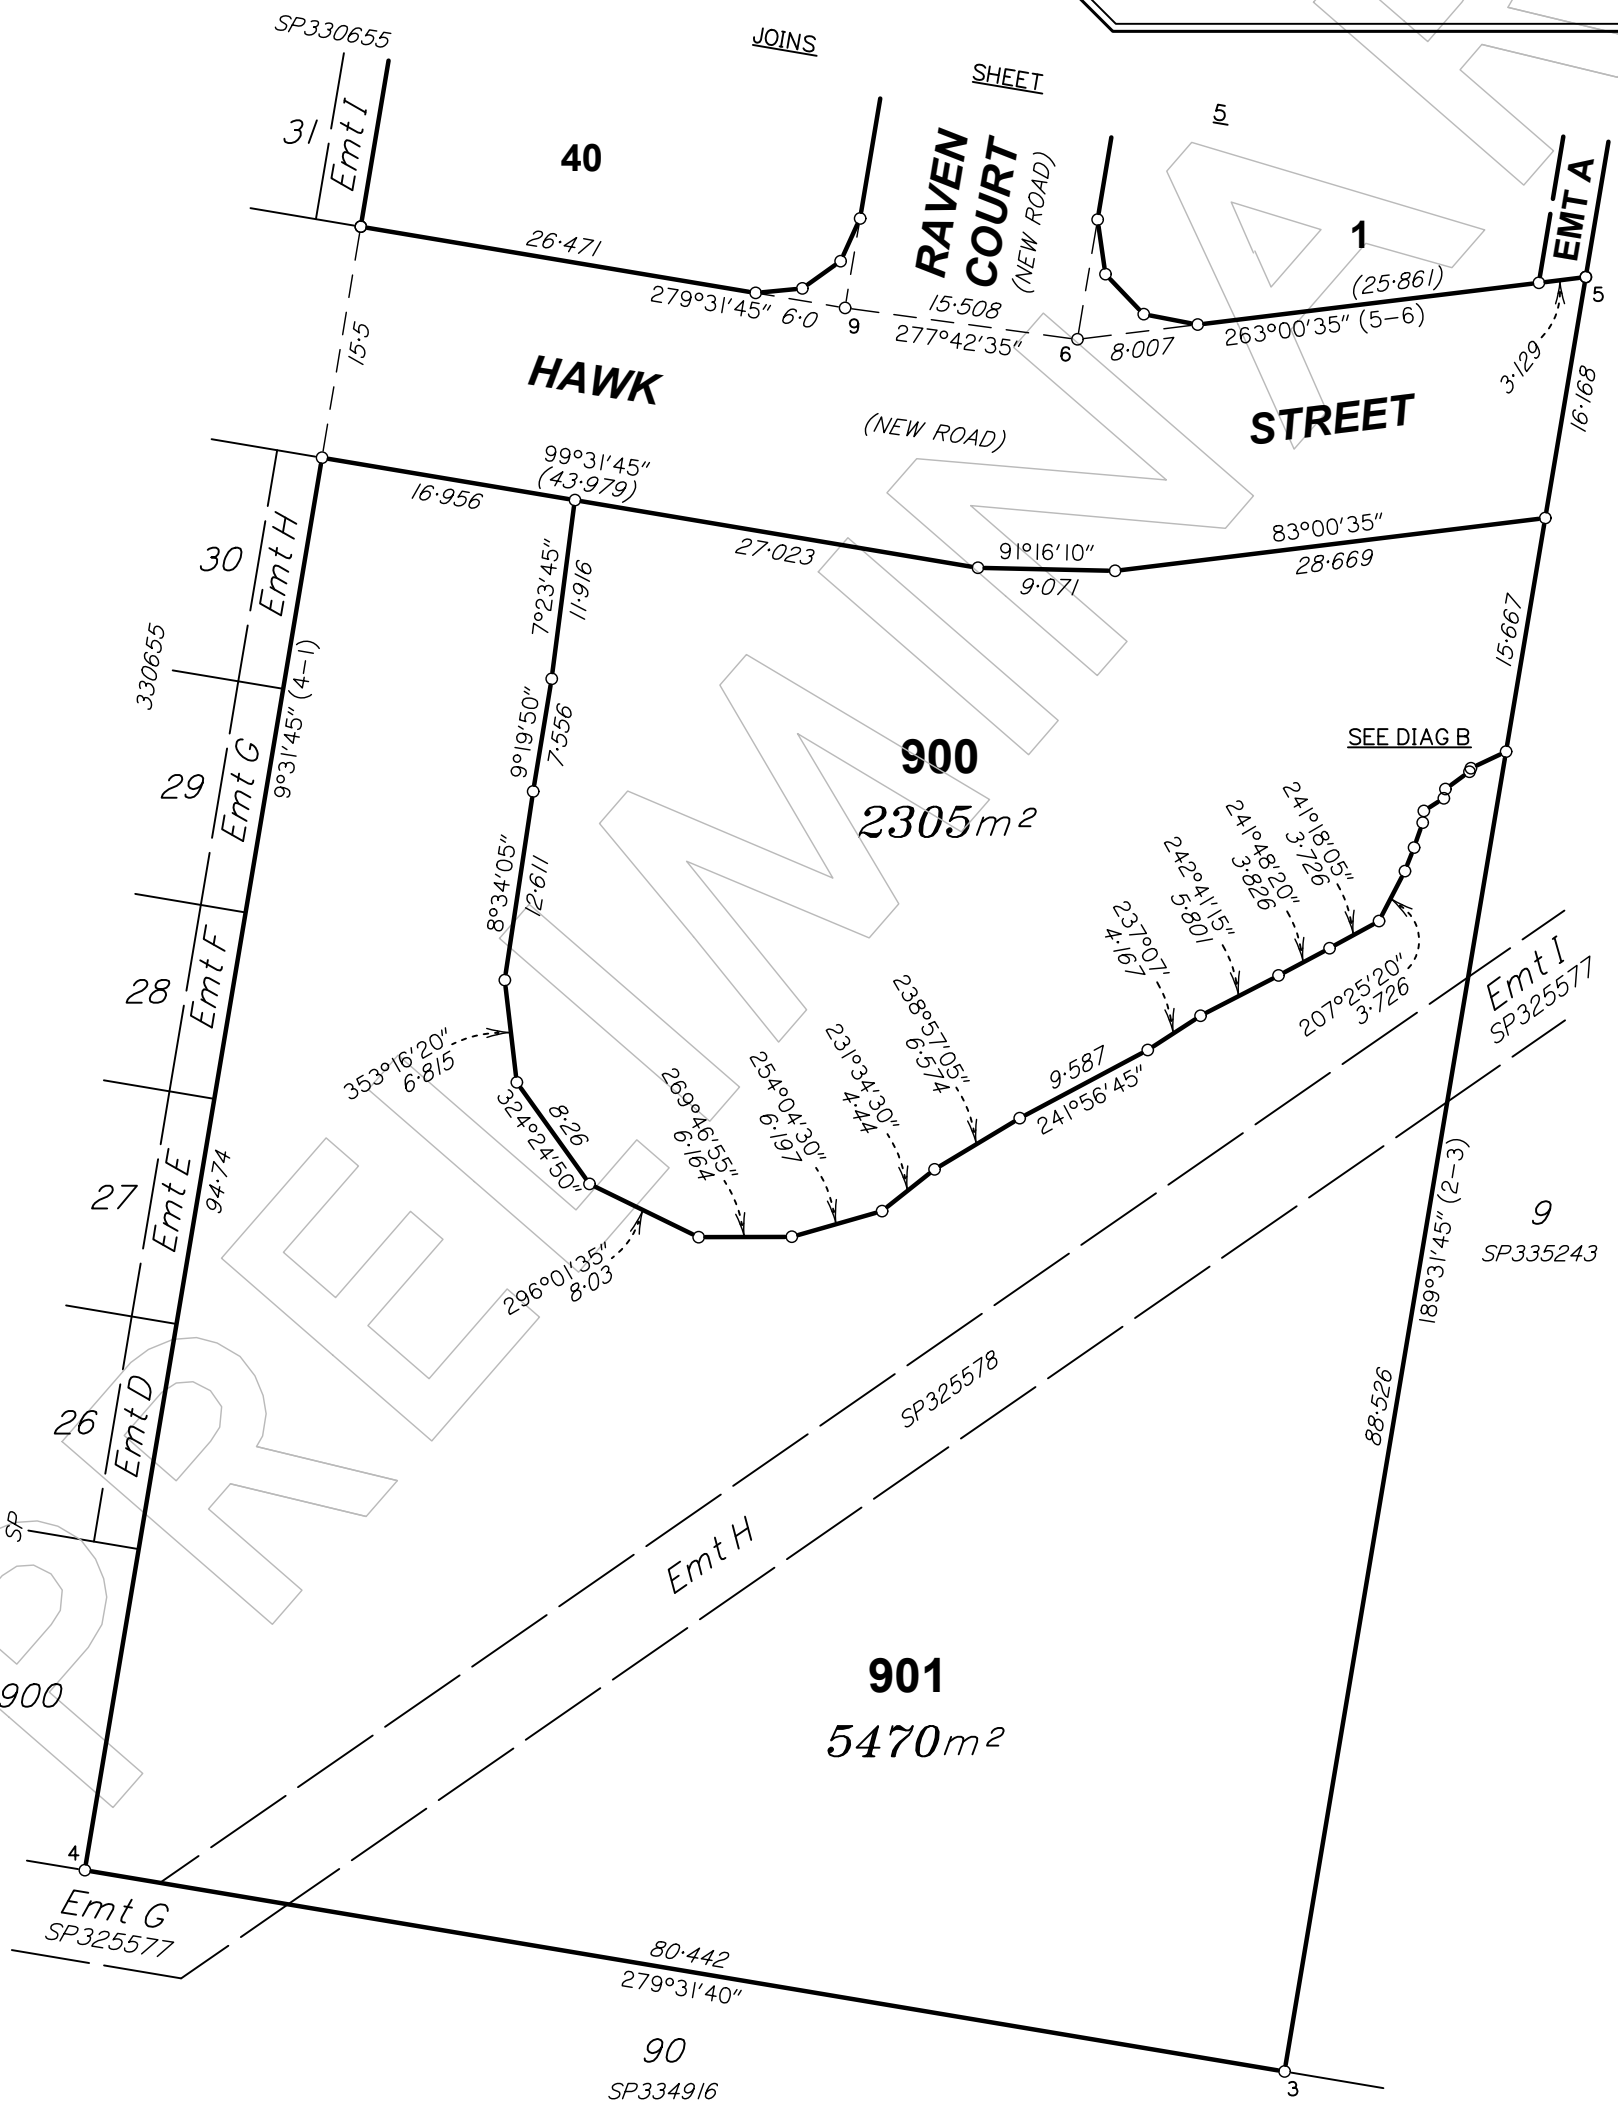 SP330655
JOINS
SHEET
5
31
Emt I
40
RAVEN
COURT
(NEW ROAD)
1
EMT A
26·471
279°31'45" 6·0
9
15·508
277°42'35"
6
8·007
(25·861)
263°00'35" (5-6)
5
3·129
16·168
15·5
HAWK
(NEW ROAD)
STREET
99°31'45"
(43·979)
16·956
27·023
91°16'10"
9·071
83°00'35"
28·669
30
Emt H
7°23'45"
11·916
15·667
330655
9°31'45" (4-1)
9°19'50"
7·556
29
Emt G
900
2305m²
SEE DIAG B
8°34'05"
12·611
241°18'05"
3·726
241°48'20"
3·826
242°41'15"
5·801
237°07'
4·167
238°57'05"
6·574
231°34'30"
4·44
254°04'30"
6·197
269°46'55"
6·164
9·587
241°56'45"
207°25'20"
3·726
Emt I
SP325577
28
Emt F
353°16'20"
6·815
8·26
324°24'50"
296°01'35"
8·03
27
Emt E
94·74
189°31'45" (2-3)
9
SP335243
SP325578
88·526
26
Emt D
SP
Emt H
900
901
5470m²
4
Emt G
SP325577
80·442
279°31'40"
90
SP334916
3
PRELIMINAR
P